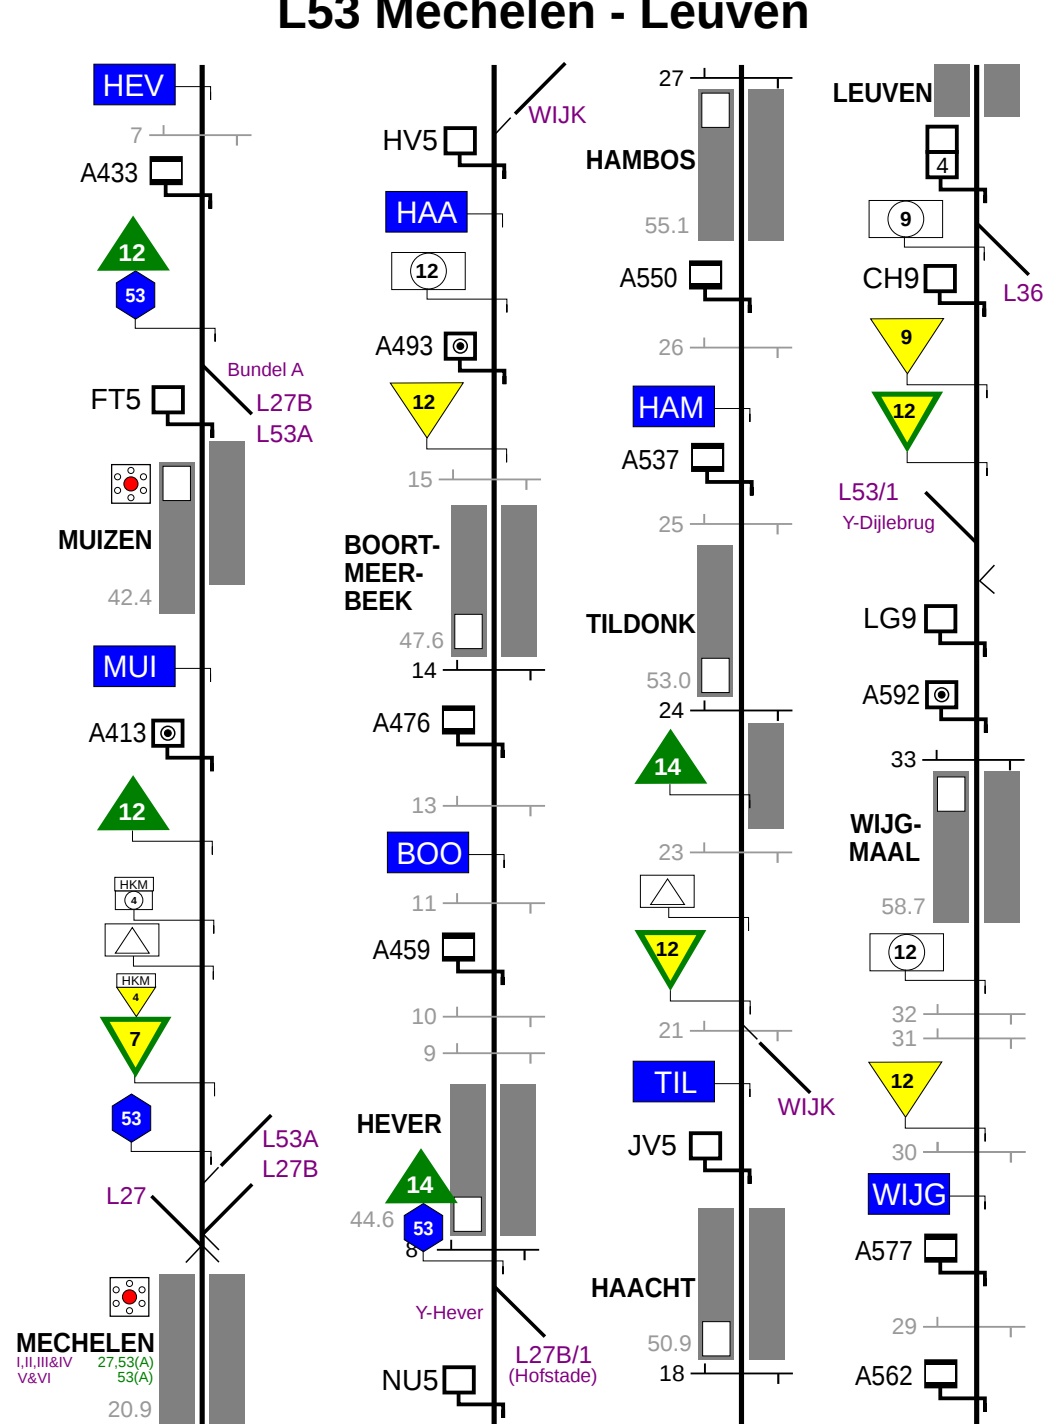 L53 Mechelen - Leuven
HEV
7
A433
12
53
Bundel A
FT5
L27B
L53A
MUIZEN
42.4
MUI
A413
12
HKM
4
HKM
4
7
53
L53A
L27B
L27
MECHELEN
I,II,III&IV 27,53(A)
V&VI 53(A)
20.9
WIJK
HV5
HAA
12
A493
12
15
BOORT-
MEER-
BEEK
47.6
14
A476
13
BOO
11
A459
10
9
HEVER
14
44.6
53
8
Y-Hever
L27B/1
(Hofstade)
NU5
27
HAMBOS
55.1
A550
26
HAM
A537
25
TILDONK
53.0
24
14
23
12
21
TIL
WIJK
JV5
HAACHT
50.9
18
LEUVEN
4
9
CH9
L36
9
12
L53/1
Y-Dijlebrug
LG9
A592
33
WIJG-
MAAL
58.7
12
32
31
12
30
WIJG
A577
29
A562